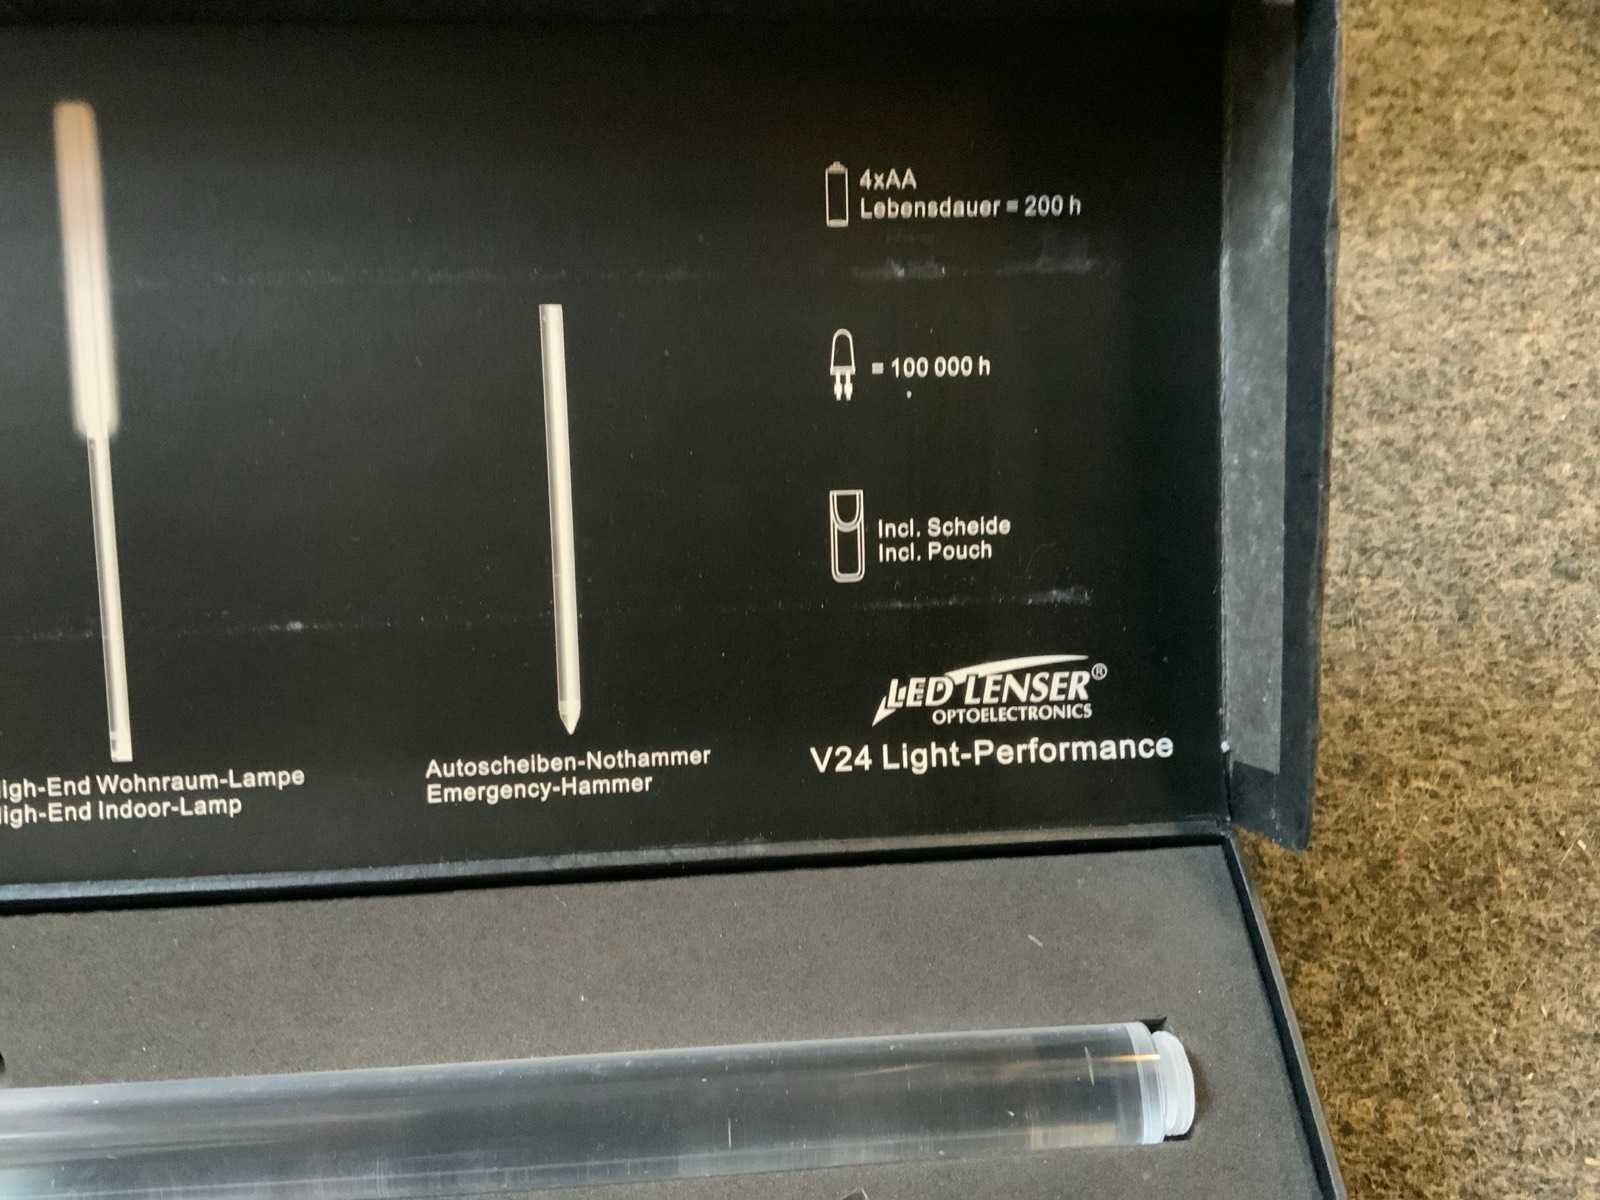 4xAA
Lebensdauer = 200 h
= 100 000 h
Incl. Scheide
Incl. Pouch
LED LENSER®
OPTOELECTRONICS
V24 Light-Performance
Autoscheiben-Nothammer
Emergency-Hammer
igh-End Wohnraum-Lampe
igh-End Indoor-Lamp